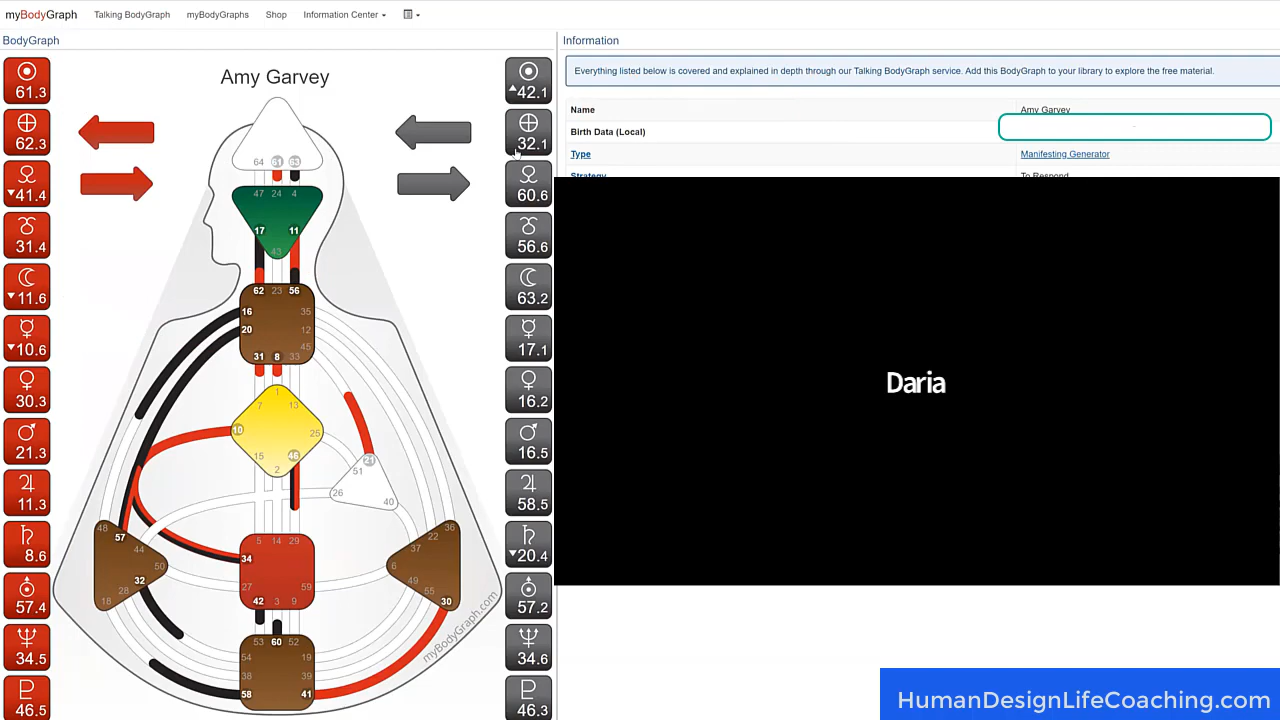 myBodyGraph
Talking BodyGraph
myBodyGraphs
Shop
Information Center
BodyGraph
Information
Amy Garvey
61.3
62.3
41.4
31.4
11.6
10.6
30.3
21.3
11.3
8.6
57.4
34.5
46.5
64 61 63
47 24 4
17 11
43
62 23 56
16 35
20 12
45
31 8 33
1
7 13
10 25
15 46
2
21
51
26
40
48
57
44
50
32
28
18
5 14 29
34
27 59
42 3 9
36
22
37
6
49
55
30
53 60 52
54 19
38 39
58 41
myBodyGraph.com
42.1
32.1
60.6
56.6
63.2
17.1
16.2
16.5
58.5
20.4
57.2
34.6
46.3
Everything listed below is covered and explained in depth through our Talking BodyGraph service. Add this BodyGraph to your library to explore the free material.
Name Amy Garvey
Birth Data (Local)
Type Manifesting Generator
Strategy To Respond
Daria
HumanDesignLifeCoaching.com